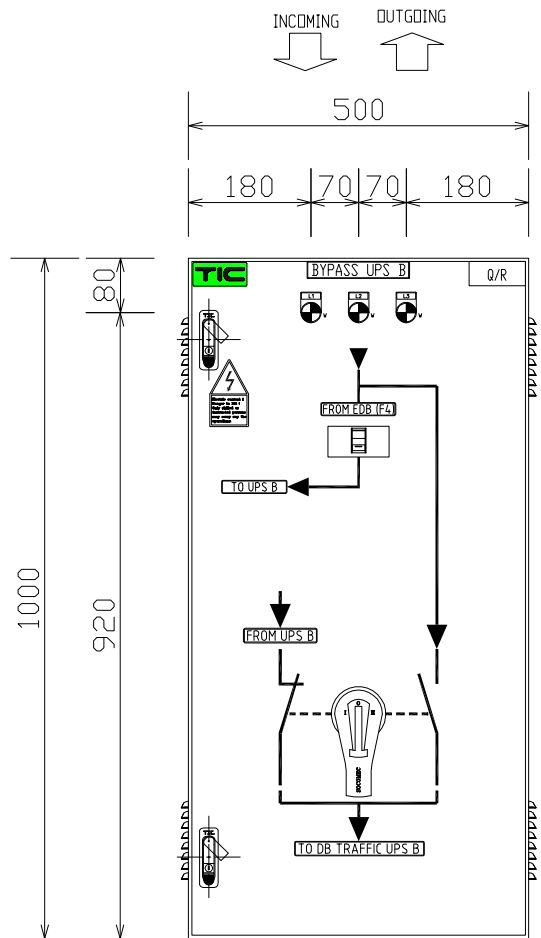 INCOMING
OUTGOING
500
180
70
70
180
80
TIC
BYPASS UPS B
Q/R
L1
L2
L3
W
W
W
FROM EDB (F4)
TO UPS B
1000
920
FROM UPS B
I
O
II
SOCOMEC
TO DB TRAFFIC UPS B